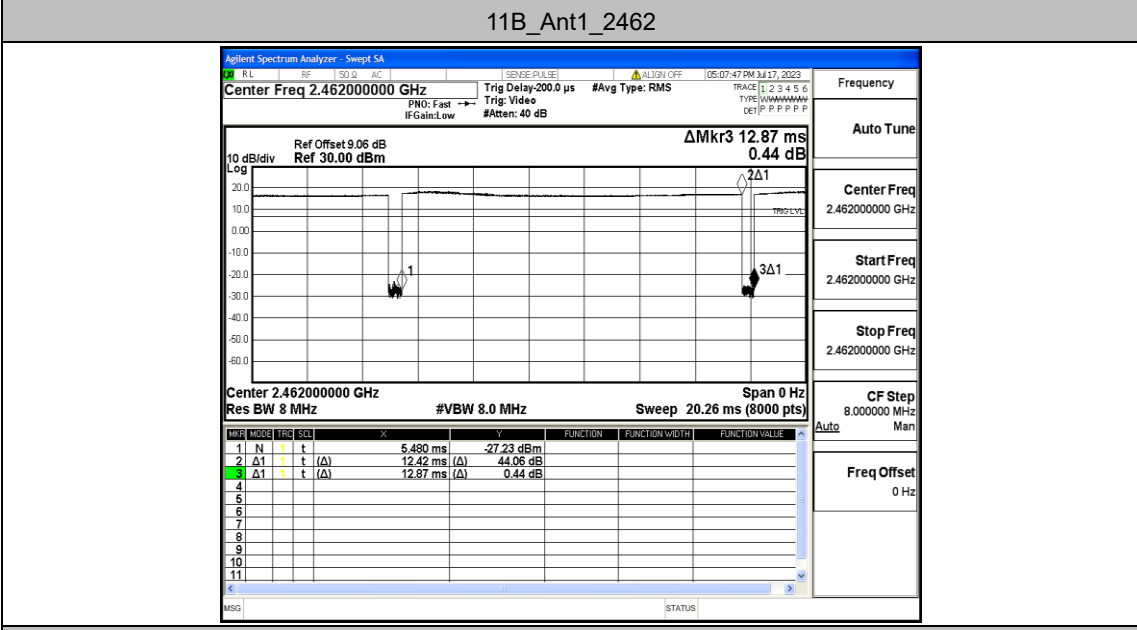 11B_Ant1_2462
Agilent Spectrum Analyzer - Swept SA
RL RF 50 Ω AC SENSE:PULSE ALIGN OFF 05:07:47 PM Jul 17, 2023
Center Freq 2.462000000 GHz
PNO: Fast
IFGain:Low
Trig Delay-200.0 µs
Trig: Video
#Atten: 40 dB
#Avg Type: RMS
TRACE 1 2 3 4 5 6
TYPE WWWWWW
DET P P P P P P
Ref Offset 9.06 dB
10 dB/div Ref 30.00 dBm
Log
ΔMkr3 12.87 ms
0.44 dB
20.0
10.0
0.00
-10.0
-20.0
-30.0
-40.0
-50.0
-60.0
2Δ1
TRIG LVL
1
3Δ1
Center 2.462000000 GHz Span 0 Hz
Res BW 8 MHz #VBW 8.0 MHz Sweep 20.26 ms (8000 pts)
MKR MODE TRC SCL X Y FUNCTION FUNCTION WIDTH FUNCTION VALUE
1 N 1 t 5.480 ms -27.23 dBm
2 Δ1 1 t (Δ) 12.42 ms (Δ) 44.06 dB
3 Δ1 1 t (Δ) 12.87 ms (Δ) 0.44 dB
4
5
6
7
8
9
10
11
MSG STATUS
Frequency
Auto Tune
Center Freq
2.462000000 GHz
Start Freq
2.462000000 GHz
Stop Freq
2.462000000 GHz
CF Step
8.000000 MHz
Auto Man
Freq Offset
0 Hz